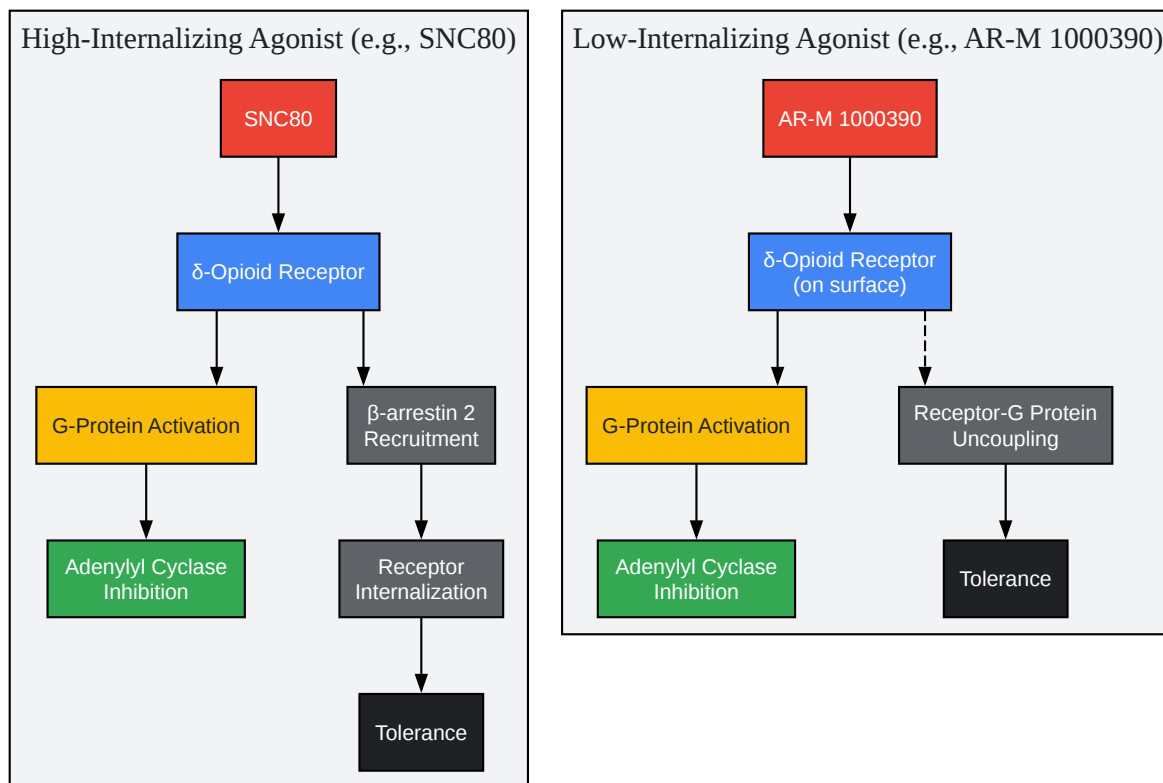 High-Internalizing Agonist (e.g., SNC80)
SNC80
δ-Opioid Receptor
G-Protein Activation
β-arrestin 2
Recruitment
Adenylyl Cyclase
Inhibition
Receptor
Internalization
Tolerance
Low-Internalizing Agonist (e.g., AR-M 1000390)
AR-M 1000390
δ-Opioid Receptor
(on surface)
G-Protein Activation
Receptor-G Protein
Uncoupling
Adenylyl Cyclase
Inhibition
Tolerance